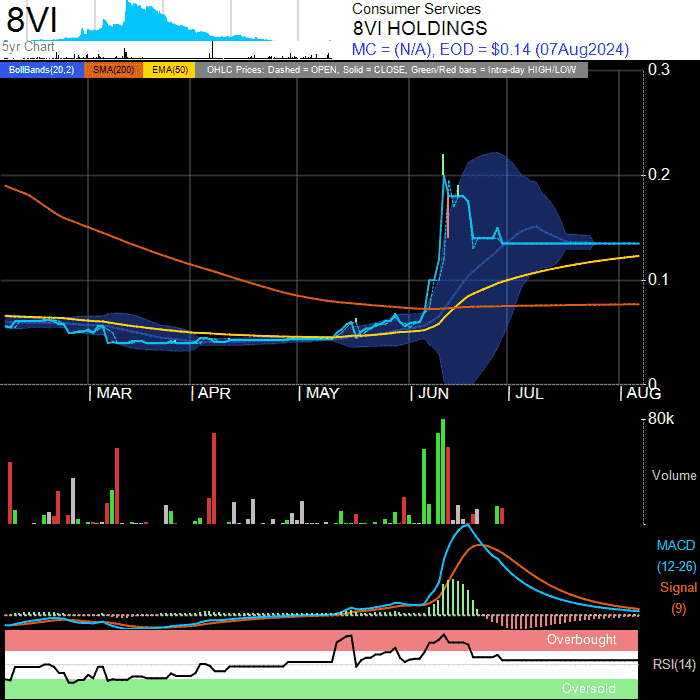 8VI
Consumer Services
8VI HOLDINGS
5yr Chart
MC = (N/A), EOD = $0.14 (07Aug2024)
BollBands(20,2) SMA(200) EMA(50) OHLC Prices: Dashed = OPEN, Solid = CLOSE, Green/Red bars = Intra-day HIGH/LOW
0.3
0.2
0.1
0
| MAR | APR | MAY | JUN | JUL | AUG
80k
Volume
MACD
(12-26)
Signal
(9)
Overbought
RSI(14)
Oversold